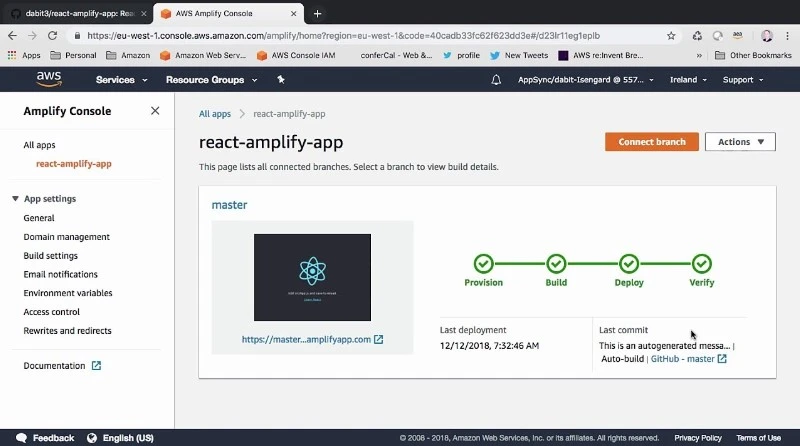 dabit3/react-amplify-app: Rea
AWS Amplify Console
https://eu-west-1.console.aws.amazon.com/amplify/home?region=eu-west-1&code=40cadb33fc62f623dd3e#/d23lr11eg1eplb
Apps Personal Amazon Amazon Web Serv... AWS Console IAM conferCal - Web &... profile New Tweets AWS re:Invent Brev... >> Other Bookmarks
aws Services Resource Groups AppSync/dabit-Isengard @ 557... Ireland Support
Amplify Console
All apps
react-amplify-app
App settings
General
Domain management
Build settings
Email notifications
Environment variables
Access control
Rewrites and redirects
Documentation
All apps > react-amplify-app
react-amplify-app
Connect branch
Actions
This page lists all connected branches. Select a branch to view build details.
master
https://master...amplifyapp.com
Provision Build Deploy Verify
Last deployment
12/12/2018, 7:32:46 AM
Last commit
This is an autogenerated messa... |
Auto-build | GitHub - master
Feedback English (US) © 2008 - 2018, Amazon Web Services, Inc. or its affiliates. All rights reserved. Privacy Policy Terms of Use